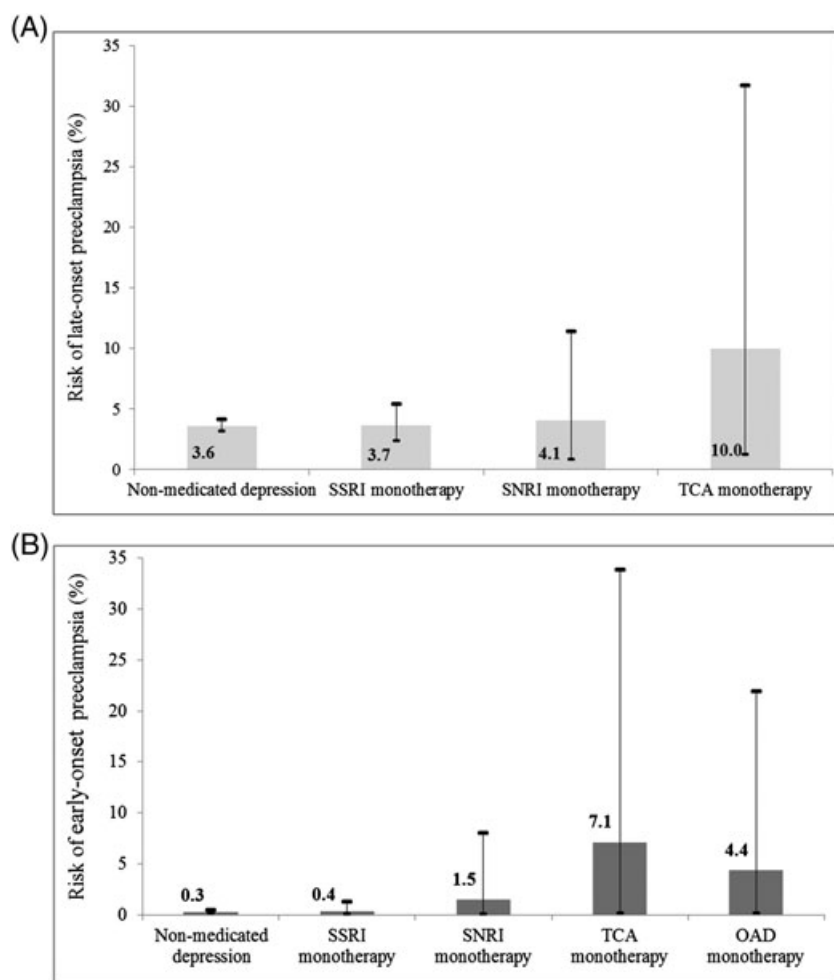 (A)
Risk of late-onset preeclampsia (%)
35
30
25
20
15
10
5
0
3.6
3.7
4.1
10.0
Non-medicated depression
SSRI monotherapy
SNRI monotherapy
TCA monotherapy
(B)
Risk of early-onset preeclampsia (%)
35
30
25
20
15
10
5
0
0.3
0.4
1.5
7.1
4.4
Non-medicated
depression
SSRI
monotherapy
SNRI
monotherapy
TCA
monotherapy
OAD
monotherapy